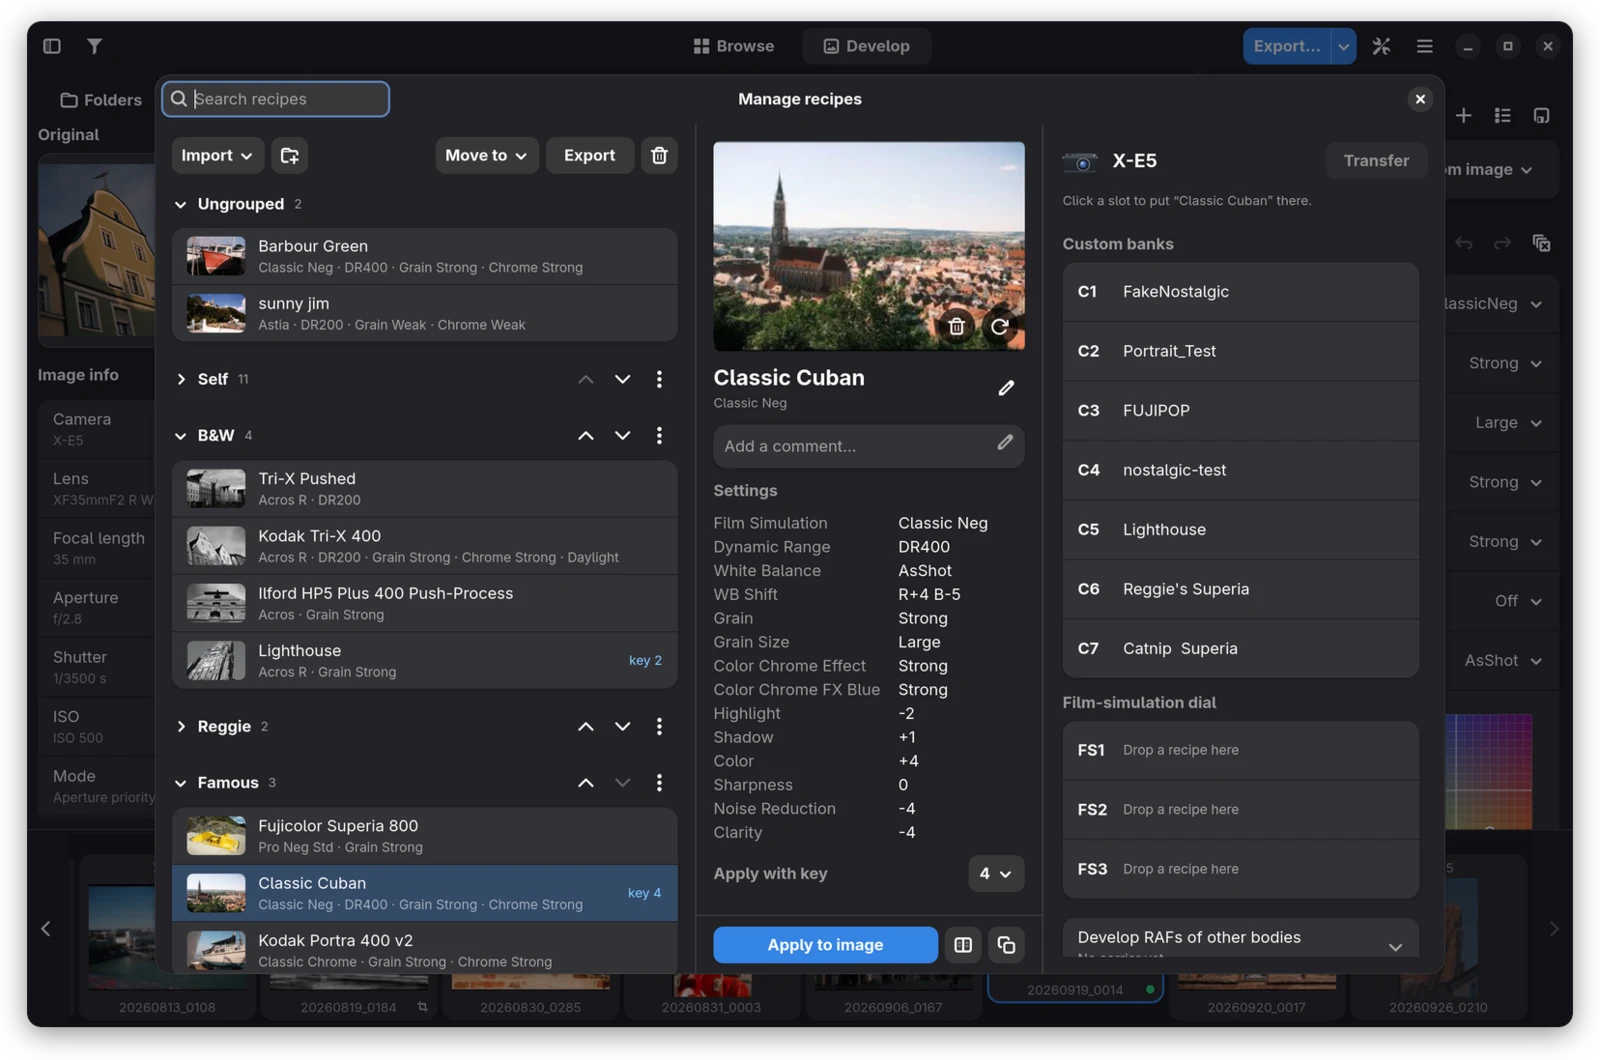 Browse
Develop
Export...
Folders
Search recipes
Manage recipes
Original
Import
Move to
Export
X-E5
Transfer
m image
Click a slot to put “Classic Cuban” there.
Ungrouped 2
Barbour Green
Classic Neg · DR400 · Grain Strong · Chrome Strong
sunny jim
Astia · DR200 · Grain Weak · Chrome Weak
Self 11
B&W 4
Tri-X Pushed
Acros R · DR200
Kodak Tri-X 400
Acros R · DR200 · Grain Strong · Chrome Strong · Daylight
Ilford HP5 Plus 400 Push-Process
Acros · Grain Strong
Lighthouse
Acros R · Grain Strong
key 2
Reggie 2
Famous 3
Fujicolor Superia 800
Pro Neg Std · Grain Strong
Classic Cuban
Classic Neg · DR400 · Grain Strong · Chrome Strong
key 4
Kodak Portra 400 v2
Classic Chrome · Grain Strong · Chrome Strong
Image info
Camera
X-E5
Lens
XF35mmF2 R W
Focal length
35 mm
Aperture
f/2.8
Shutter
1/3500 s
ISO
ISO 500
Mode
Aperture priority
Classic Cuban
Classic Neg
Add a comment...
Settings
Film Simulation Classic Neg
Dynamic Range DR400
White Balance AsShot
WB Shift R+4 B-5
Grain Strong
Grain Size Large
Color Chrome Effect Strong
Color Chrome FX Blue Strong
Highlight -2
Shadow +1
Color +4
Sharpness 0
Noise Reduction -4
Clarity -4
Apply with key 4
Apply to image
Custom banks
C1 FakeNostalgic
C2 Portrait_Test
C3 FUJIPOP
C4 nostalgic-test
C5 Lighthouse
C6 Reggie's Superia
C7 Catnip  Superia
Film-simulation dial
FS1 Drop a recipe here
FS2 Drop a recipe here
FS3 Drop a recipe here
Develop RAFs of other bodies
lassicNeg
Strong
Large
Strong
Strong
Off
AsShot
20260813_0108
20260819_0184
20260830_0285
20260831_0003
20260906_0167
20260919_0014
20260920_0017
20260926_0210